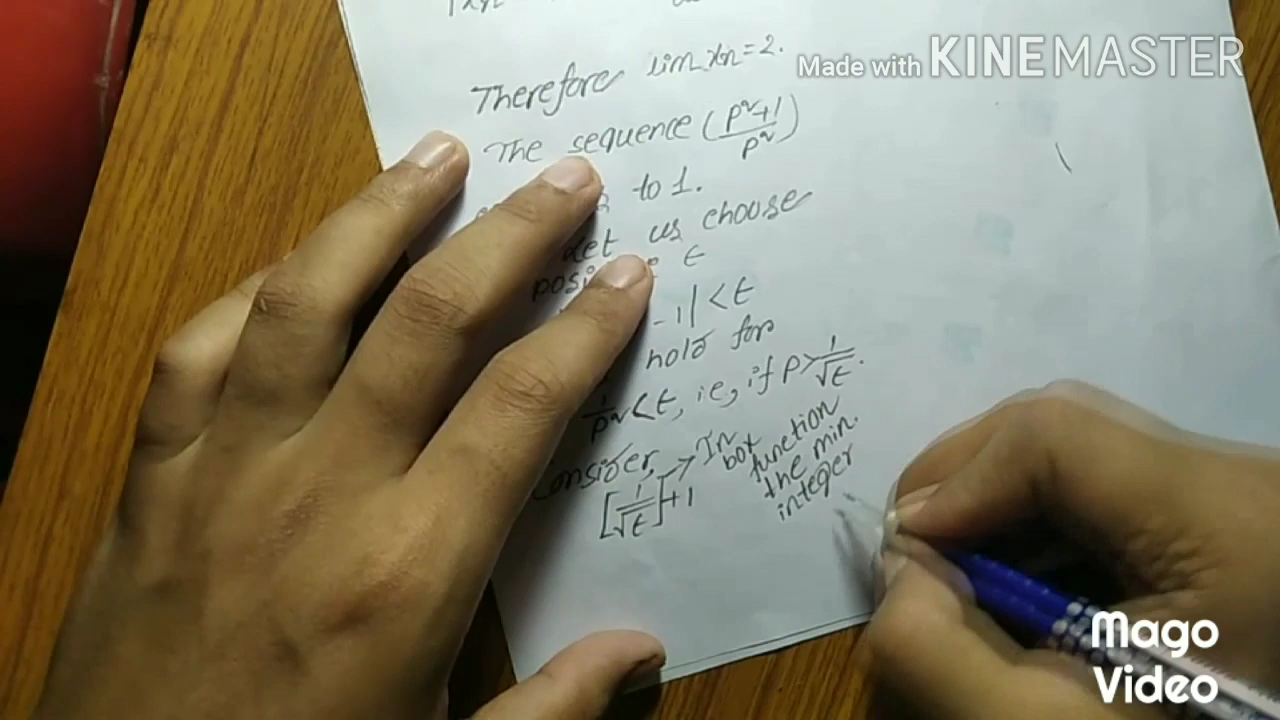 Therefore lim xn = 2.
The sequence (p²+1/p²)
to 1.
Let us choose
ϵ
-1| < ϵ
hold for
1/p² < ϵ, ie, if p > 1/√ϵ.
Consider,
[1/√ϵ]+1 → In
box
function
the min.
integer
Made with KINEMASTER
Mago
Video